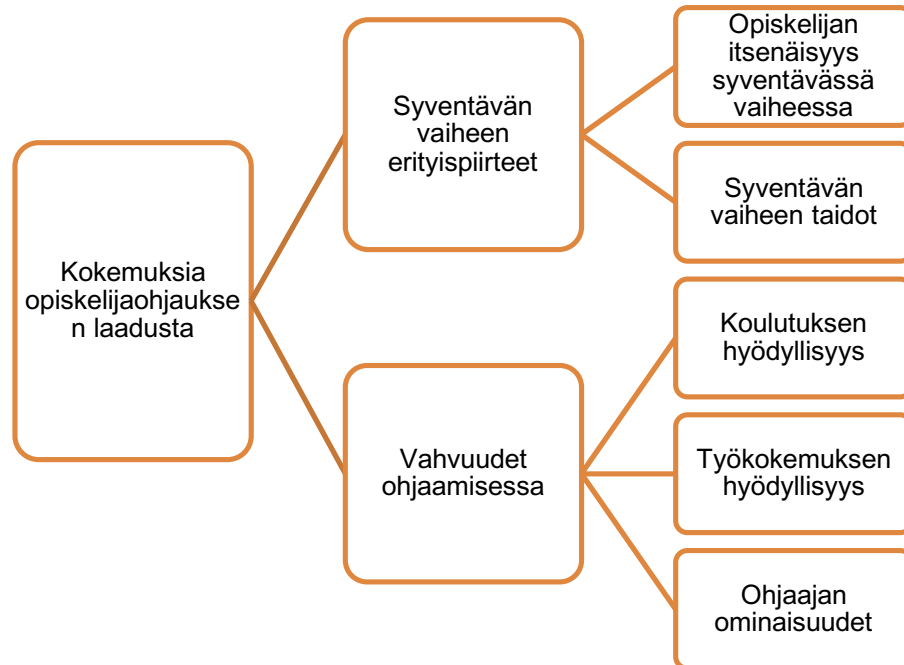 Kokemuksia
opiskelijaohjaukse
n laadusta
Syventävän
vaiheen
erityispiirteet
Opiskelijan
itsenäisyys
syventävässä
vaiheessa
Syventävän
vaiheen taidot
Vahvuudet
ohjaamisessa
Koulutuksen
hyödyllisyys
Työkokemuksen
hyödyllisyys
Ohjaajan
ominaisuudet